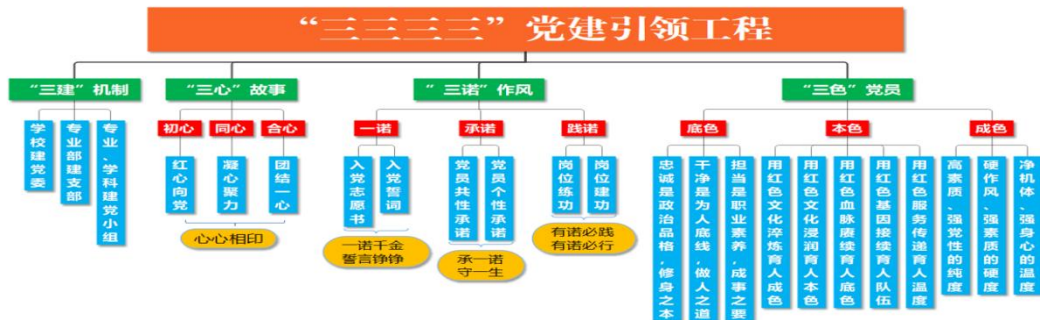 “三三三三”党建引领工程
“三建”机制
“三心”故事
“三诺”作风
“三色”党员
学校建党委
专业部建支部
专业、学科建党小组
初心
同心
合心
红心向党
凝心聚力
团结一心
心心相印
一诺
承诺
践诺
入党志愿书
入党誓词
党员共性承诺
党员个性承诺
岗位练功
岗位建功
一诺千金
誓言铮铮
承一诺
守一生
有诺必践
有诺必行
底色
本色
成色
忠诚是政治品格，修身之本
干净是为人底线，做人之道
担当是职业素养，成事之要
用红色文化淬炼育人成色
用红色文化浸润育人本色
用红色血脉赓续育人底色
用红色基因接续育人队伍
用红色服务传递育人温度
高素质、强党性的纯度
硬作风、强素质的硬度
净机体、强身心的温度